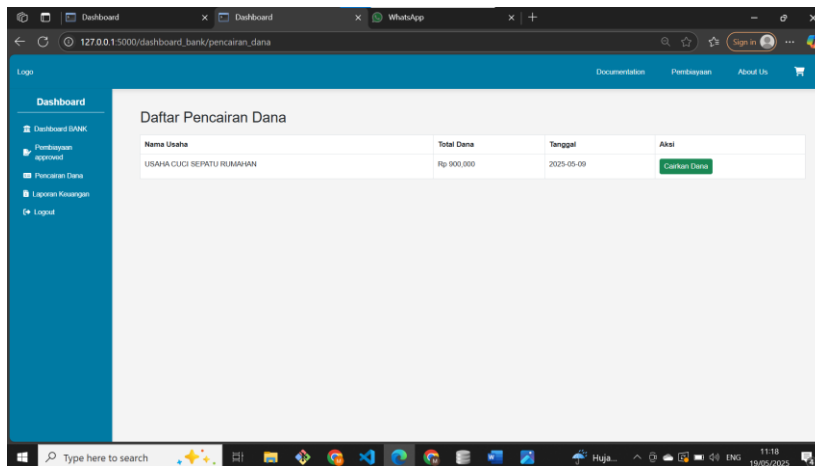 Dashboard
Dashboard
WhatsApp
127.0.0.1:5000/dashboard_bank/pencairan_dana
Sign in
Logo
Documentation
Pembiayaan
About Us
Dashboard
Dashboard BANK
Pembiayaan
approved
Pencairan Dana
Laporan Keuangan
Logout
Daftar Pencairan Dana
Nama Usaha Total Dana Tanggal Aksi
USAHA CUCI SEPATU RUMAHAN Rp 900,000 2025-05-09 Cairkan Dana
Type here to search
Huja...
ENG
11:18
19/05/2025